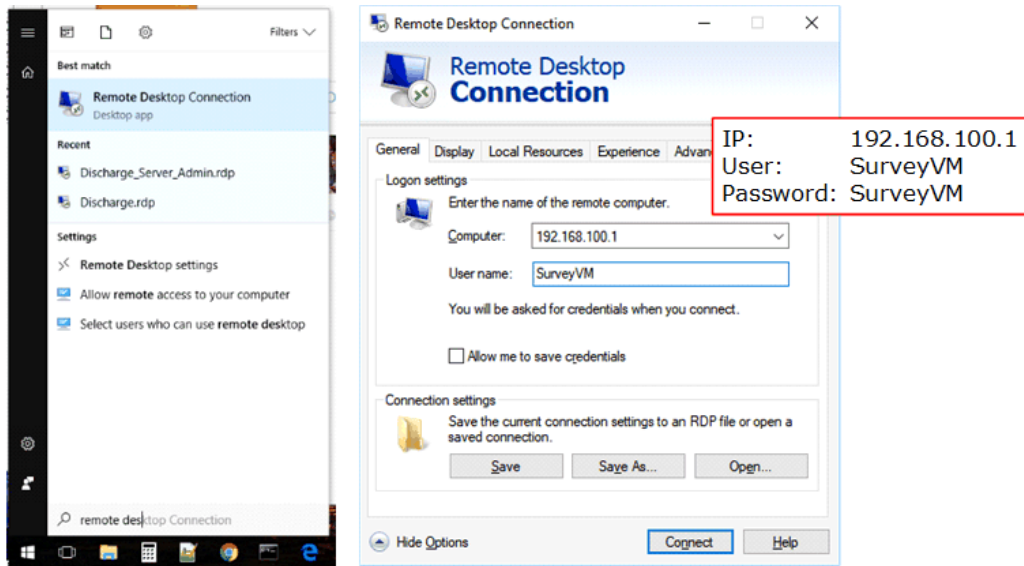 Filters
Best match
Remote Desktop Connection
Desktop app
Recent
Discharge_Server_Admin.rdp
Discharge.rdp
Settings
Remote Desktop settings
Allow remote access to your computer
Select users who can use remote desktop
remote desktop Connection
Remote Desktop Connection
Remote Desktop
Connection
General Display Local Resources Experience Advan
Logon settings
Enter the name of the remote computer.
Computer: 192.168.100.1
User name: SurveyVM
You will be asked for credentials when you connect.
Allow me to save credentials
Connection settings
Save the current connection settings to an RDP file or open a
saved connection.
Save Save As... Open...
Hide Options Connect Help
IP: 192.168.100.1
User: SurveyVM
Password: SurveyVM